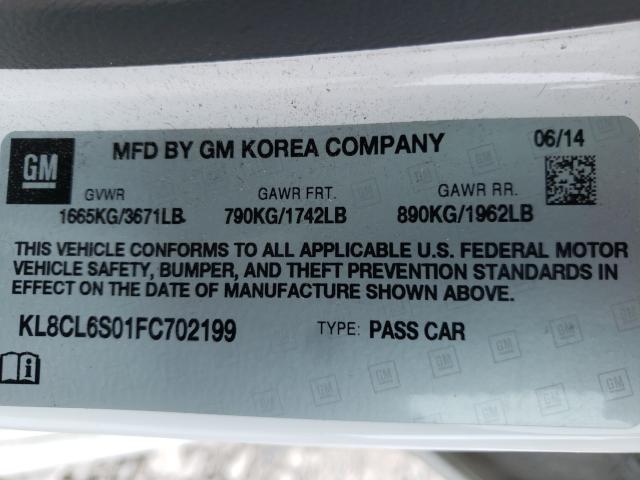 GM MFD BY GM KOREA COMPANY 06/14
GVWR GAWR FRT. GAWR RR.
1665KG/3671LB 790KG/1742LB 890KG/1962LB
THIS VEHICLE CONFORMS TO ALL APPLICABLE U.S. FEDERAL MOTOR
VEHICLE SAFETY, BUMPER, AND THEFT PREVENTION STANDARDS IN
EFFECT ON THE DATE OF MANUFACTURE SHOWN ABOVE.
KL8CL6S01FC702199 TYPE: PASS CAR